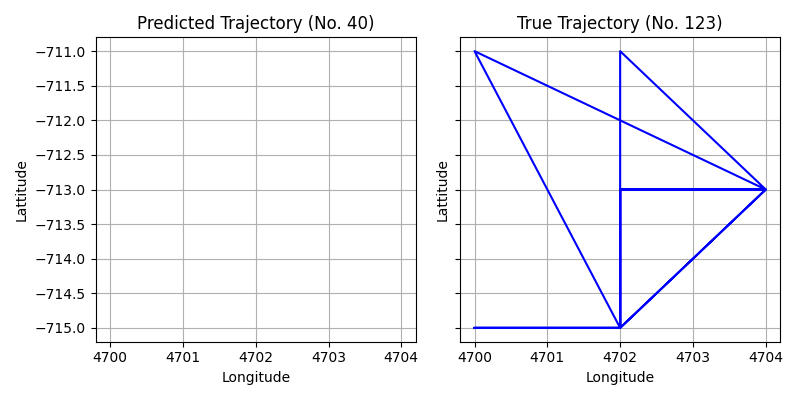 Predicted Trajectory (No. 40)
True Trajectory (No. 123)
−711.0
−711.5
−712.0
−712.5
−713.0
−713.5
−714.0
−714.5
−715.0
Lattitude
Lattitude
4700 4701 4702 4703 4704
4700 4701 4702 4703 4704
Longitude
Longitude